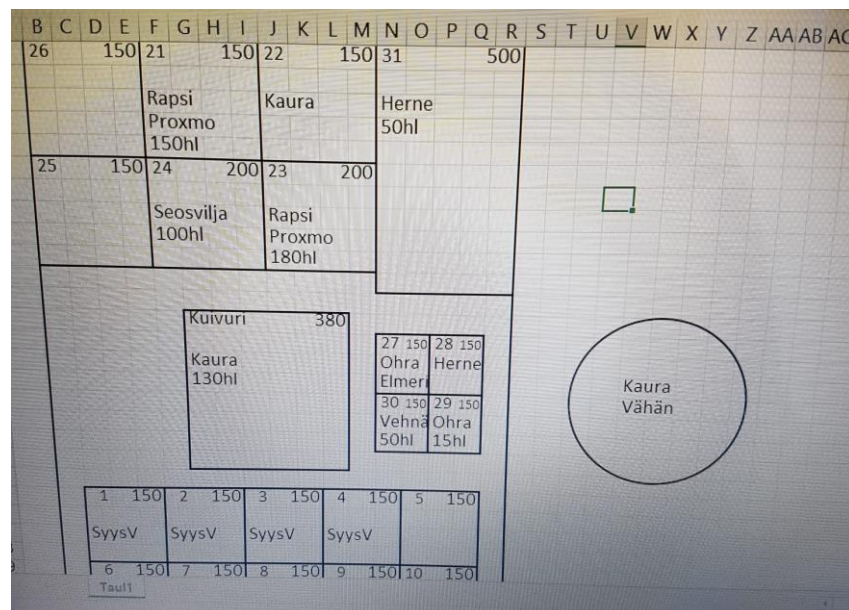 B C D E F G H I J K L M N O P Q R S T U V W X Y Z AA AB AC
26 150 21 150 22 150 31 500
Rapsi Kaura Herne
Proxmo 50hl
150hl
25 150 24 200 23 200
Seosvilja Rapsi
100hl Proxmo
180hl
Kuivuri 380
27 150 28 150
Kaura Ohra Herne
130hl Elmeri
30 150 29 150
Kaura
Vehnä Ohra
Vähän
50hl 15hl
1 150 2 150 3 150 4 150 5 150
SyysV SyysV SyysV SyysV
6 150 7 150 8 150 9 150 10 150
Taul1